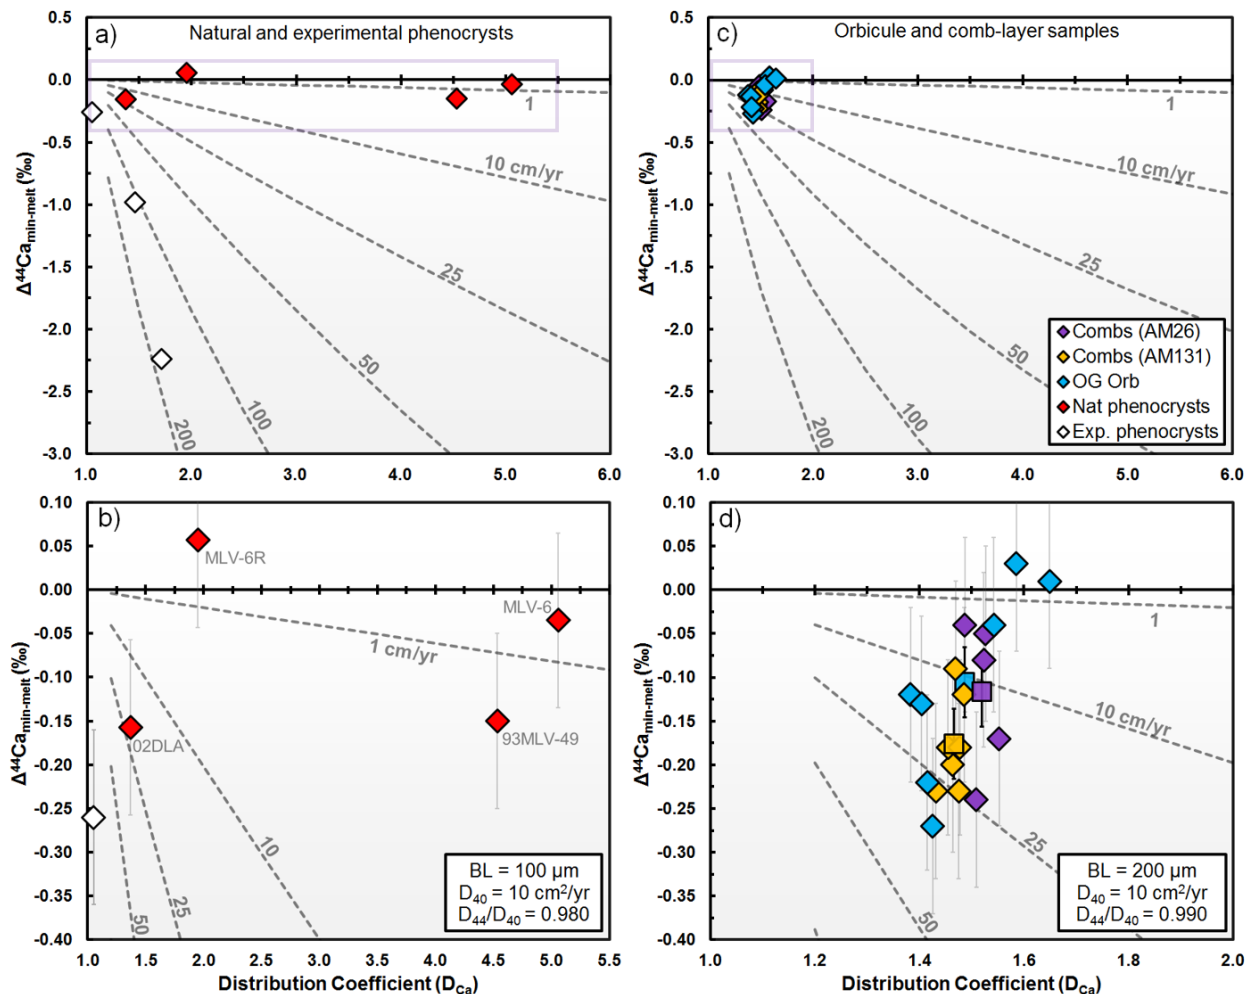 a)
Natural and experimental phenocrysts
0.5
0.0
-0.5
-1.0
-1.5
-2.0
-2.5
-3.0
Δ⁴⁴Ca_min-melt (‰)
1
10 cm/yr
25
50
100
200
1.0 2.0 3.0 4.0 5.0 6.0
c)
Orbicule and comb-layer samples
0.5
0.0
-0.5
-1.0
-1.5
-2.0
-2.5
-3.0
Δ⁴⁴Ca_min-melt (‰)
1
10 cm/yr
25
50
100
200
Combs (AM26)
Combs (AM131)
OG Orb
Nat phenocrysts
Exp. phenocrysts
1.0 2.0 3.0 4.0 5.0 6.0
b)
0.10
0.05
0.00
-0.05
-0.10
-0.15
-0.20
-0.25
-0.30
-0.35
-0.40
Δ⁴⁴Ca_min-melt (‰)
MLV-6R
MLV-6
1 cm/yr
02DLA
93MLV-49
10
25
50
BL = 100 µm
D₄₀ = 10 cm²/yr
D₄₄/D₄₀ = 0.980
1.0 1.5 2.0 2.5 3.0 3.5 4.0 4.5 5.0 5.5
Distribution Coefficient (D_Ca)
d)
0.10
0.05
0.00
-0.05
-0.10
-0.15
-0.20
-0.25
-0.30
-0.35
-0.40
Δ⁴⁴Ca_min-melt (‰)
1
10 cm/yr
25
50
BL = 200 µm
D₄₀ = 10 cm²/yr
D₄₄/D₄₀ = 0.990
1.0 1.2 1.4 1.6 1.8 2.0
Distribution Coefficient (D_Ca)